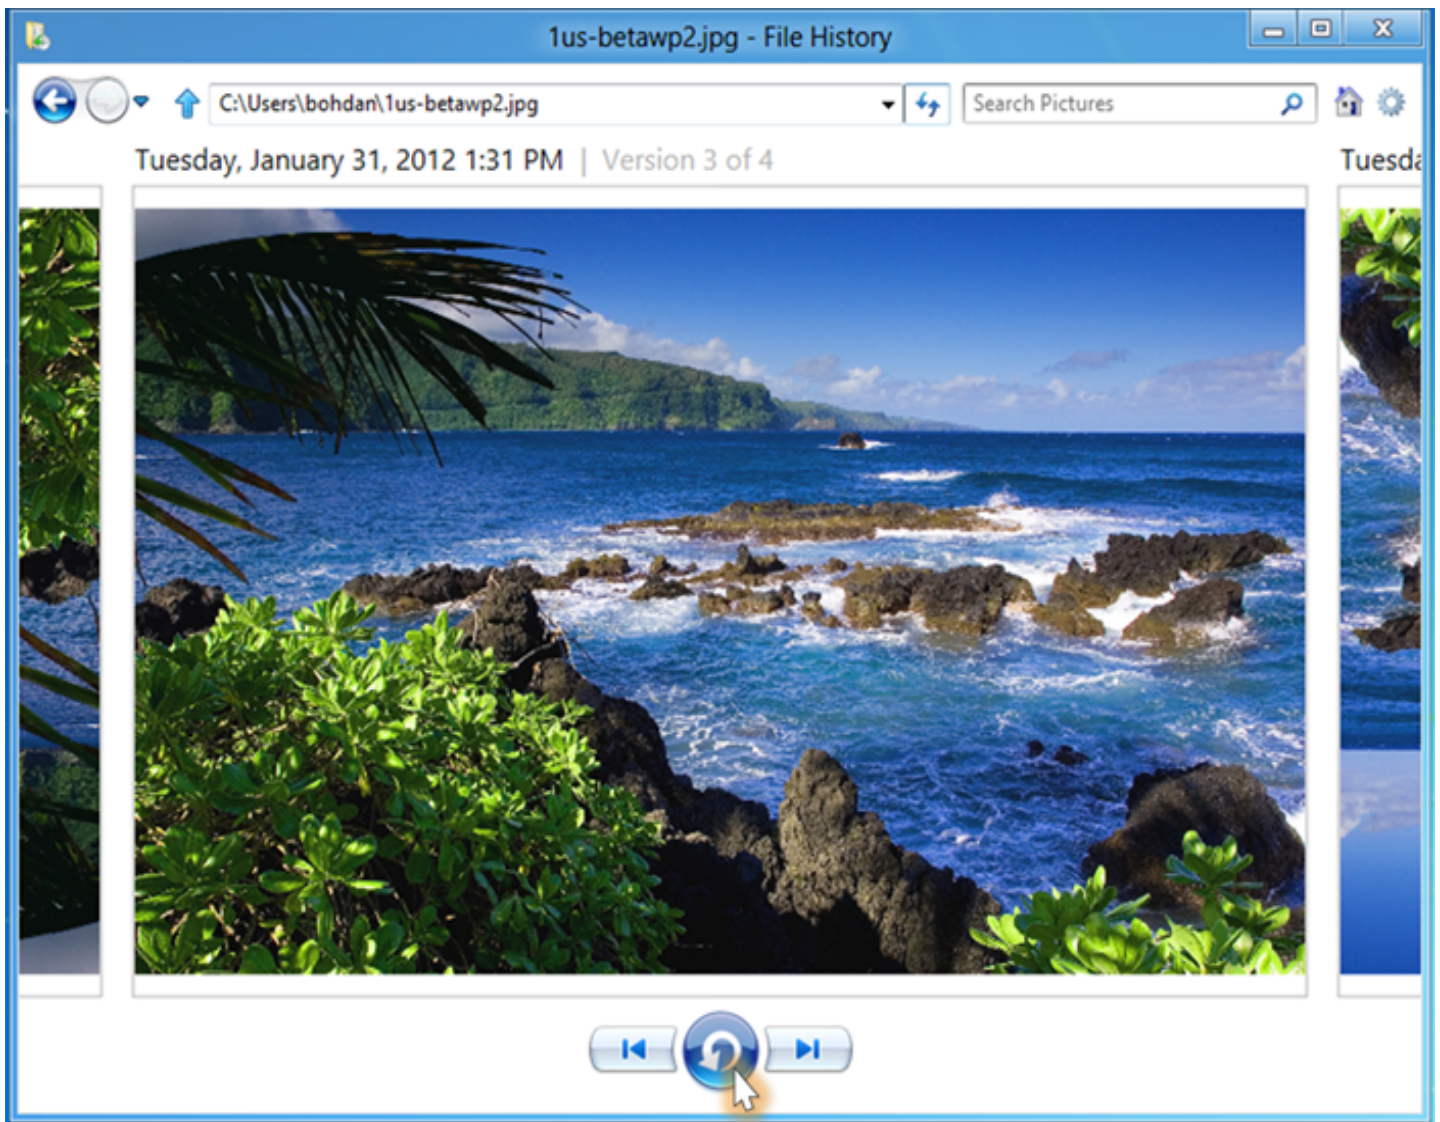 1us-betawp2.jpg - File History
C:\Users\bohdan\1us-betawp2.jpg
Search Pictures
Tuesday, January 31, 2012 1:31 PM | Version 3 of 4
Tuesda